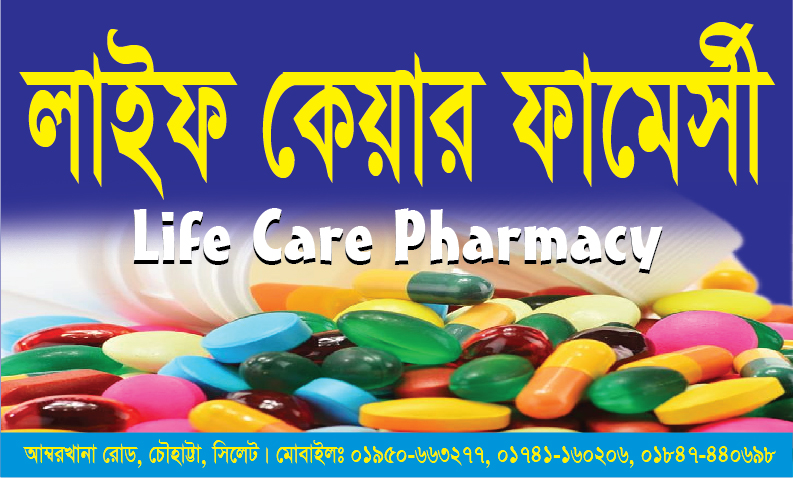 লাইফ কেয়ার ফার্মেসী
Life Care Pharmacy
আম্বরখানা রোড, চৌহাট্টা, সিলেট। মোবাইলঃ ০১৯৫০-৬৬৩২৭৭, ০১৭৪১-১৬০২০৬, ০১৮৪৭-৪৪০৬৯৮